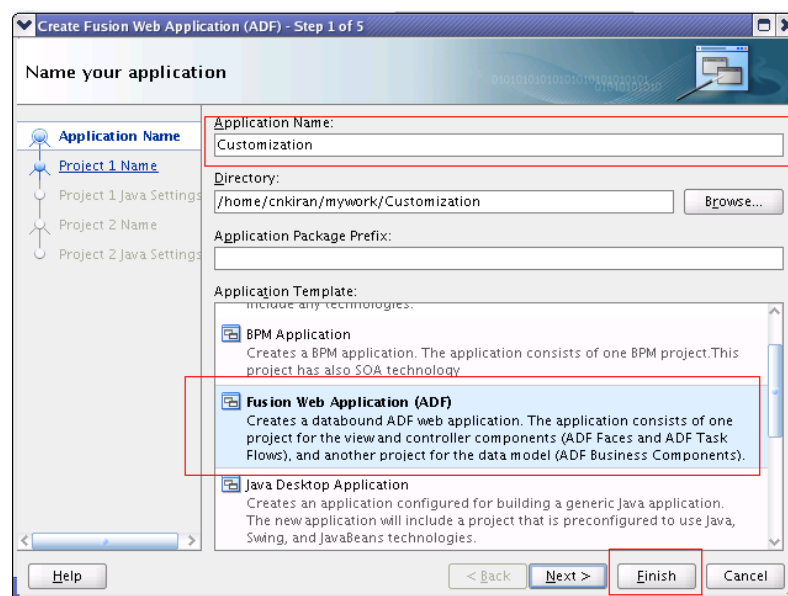 Create Fusion Web Application (ADF) - Step 1 of 5
Name your application
Application Name
Project 1 Name
Project 1 Java Settings
Project 2 Name
Project 2 Java Settings
Application Name:
Customization
Directory:
/home/cnkiran/mywork/Customization
Browse...
Application Package Prefix:
Application Template:
include any technologies.
BPM Application
Creates a BPM application. The application consists of one BPM project.This
project has also SOA technology
Fusion Web Application (ADF)
Creates a databound ADF web application. The application consists of one
project for the view and controller components (ADF Faces and ADF Task
Flows), and another project for the data model (ADF Business Components).
Java Desktop Application
Creates an application configured for building a generic Java application.
The new application will include a project that is preconfigured to use Java,
Swing, and JavaBeans technologies.
Help
< Back
Next >
Finish
Cancel